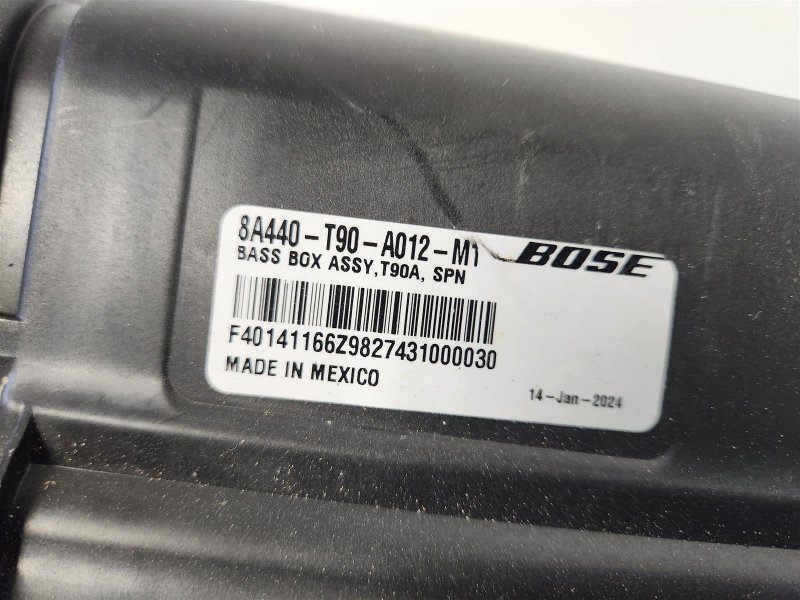 8A440-T90-A012-M1
BOSE
BASS BOX ASSY,T90A, SPN
F40141166Z9827431000030
MADE IN MEXICO
14-Jan-2024